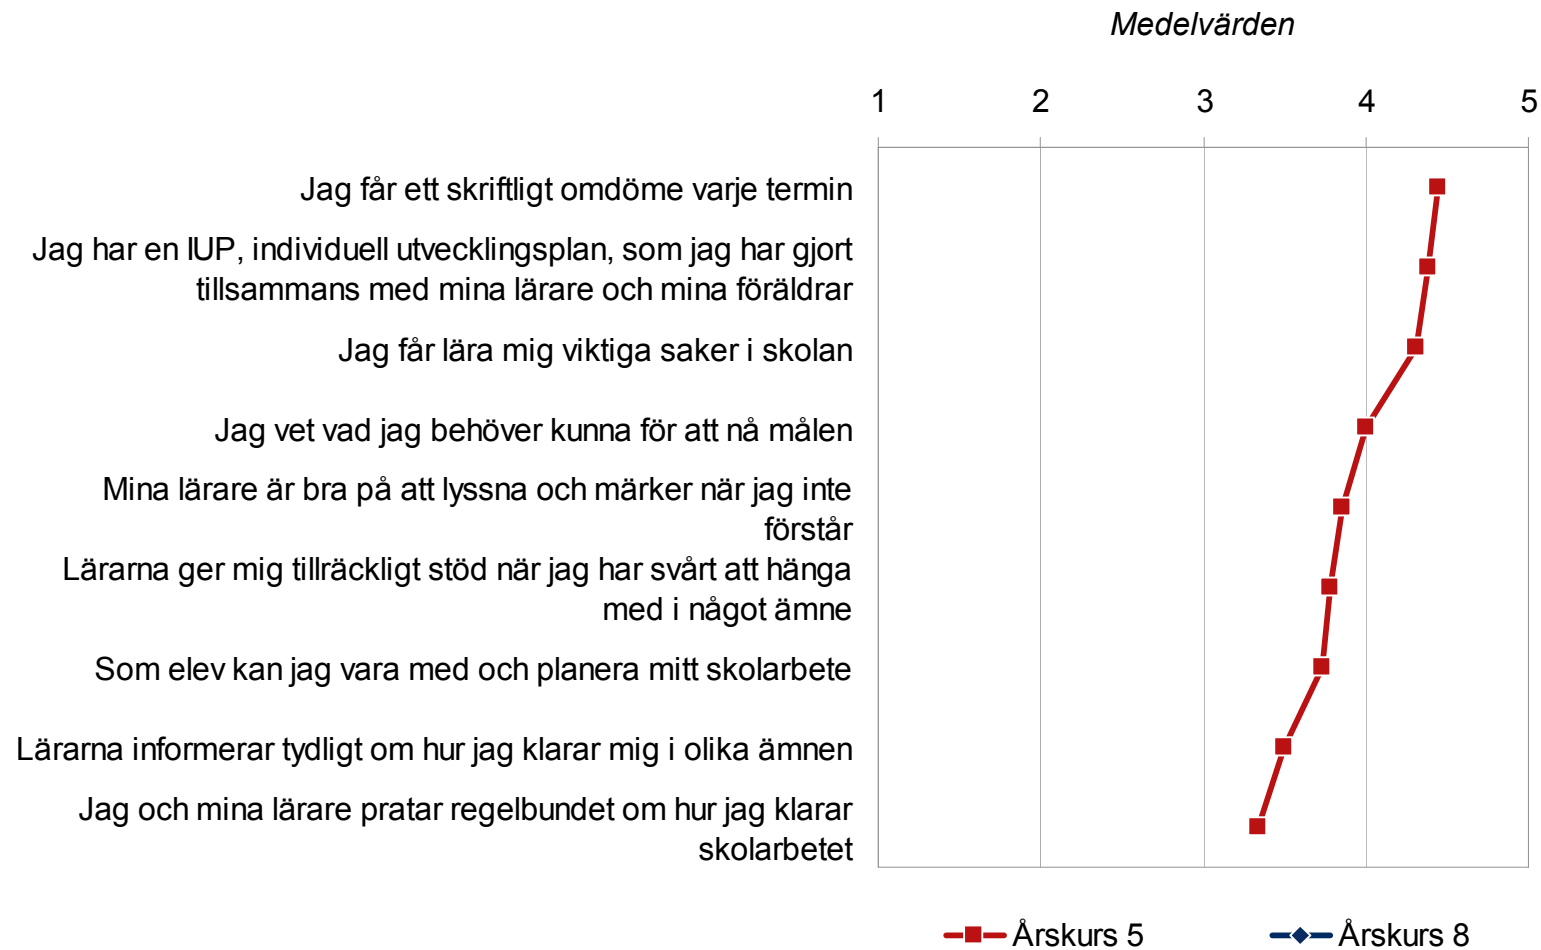 Medelvärden
1 2 3 4 5
Jag får ett skriftligt omdöme varje termin
Jag har en IUP, individuell utvecklingsplan, som jag har gjort
tillsammans med mina lärare och mina föräldrar
Jag får lära mig viktiga saker i skolan
Jag vet vad jag behöver kunna för att nå målen
Mina lärare är bra på att lyssna och märker när jag inte
förstår
Lärarna ger mig tillräckligt stöd när jag har svårt att hänga
med i något ämne
Som elev kan jag vara med och planera mitt skolarbete
Lärarna informerar tydligt om hur jag klarar mig i olika ämnen
Jag och mina lärare pratar regelbundet om hur jag klarar
skolarbetet
Årskurs 5 Årskurs 8